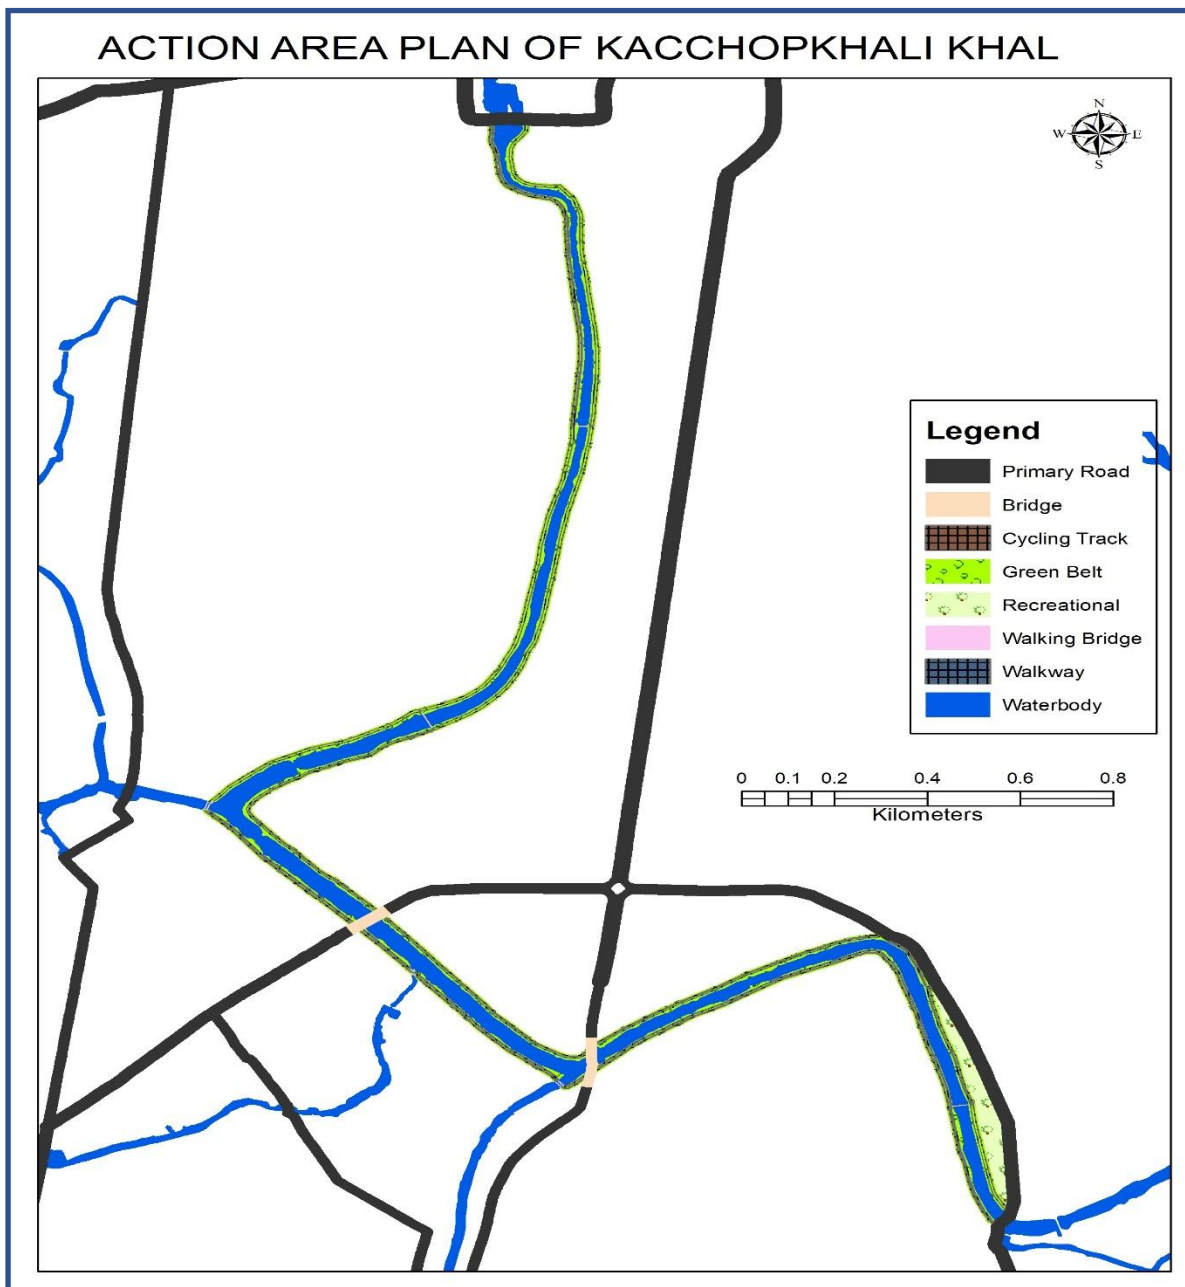 ACTION AREA PLAN OF KACCHOPKHALI KHAL
N
W E
S
Legend
Primary Road
Bridge
Cycling Track
Green Belt
Recreational
Walking Bridge
Walkway
Waterbody
0 0.1 0.2 0.4 0.6 0.8
Kilometers